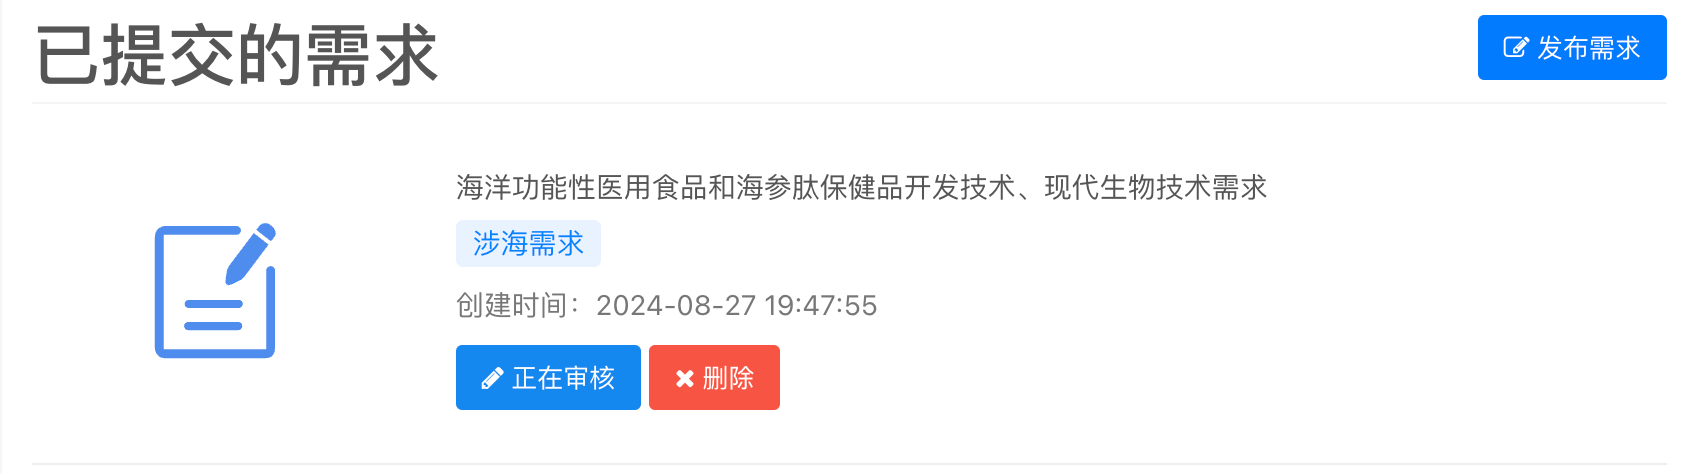 已提交的需求
发布需求
海洋功能性医用食品和海参肽保健品开发技术、现代生物技术需求
涉海需求
创建时间：2024-08-27 19:47:55
正在审核 删除